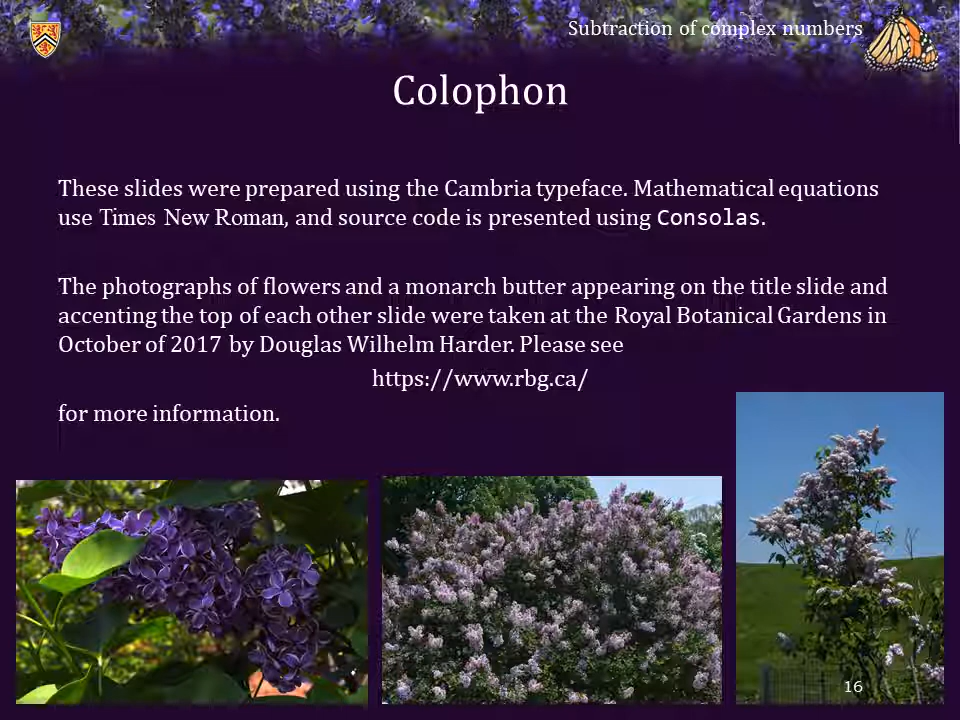 Subtraction of complex numbers
Colophon
These slides were prepared using the Cambria typeface. Mathematical equations
use Times New Roman, and source code is presented using Consolas.
The photographs of flowers and a monarch butter appearing on the title slide and
accenting the top of each other slide were taken at the Royal Botanical Gardens in
October of 2017 by Douglas Wilhelm Harder. Please see
https://www.rbg.ca/
for more information.
16